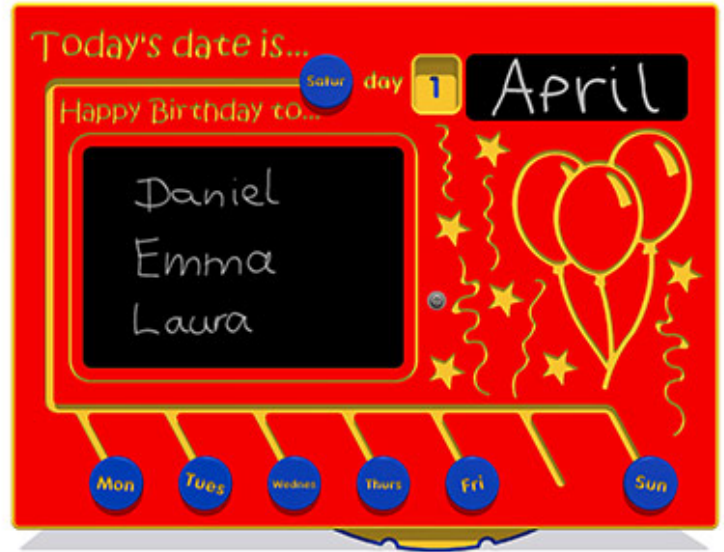 Today's date is...
Satur day 1 April
Happy Birthday to...
Daniel
Emma
Laura
Mon Tues Wednes Thurs Fri Sun